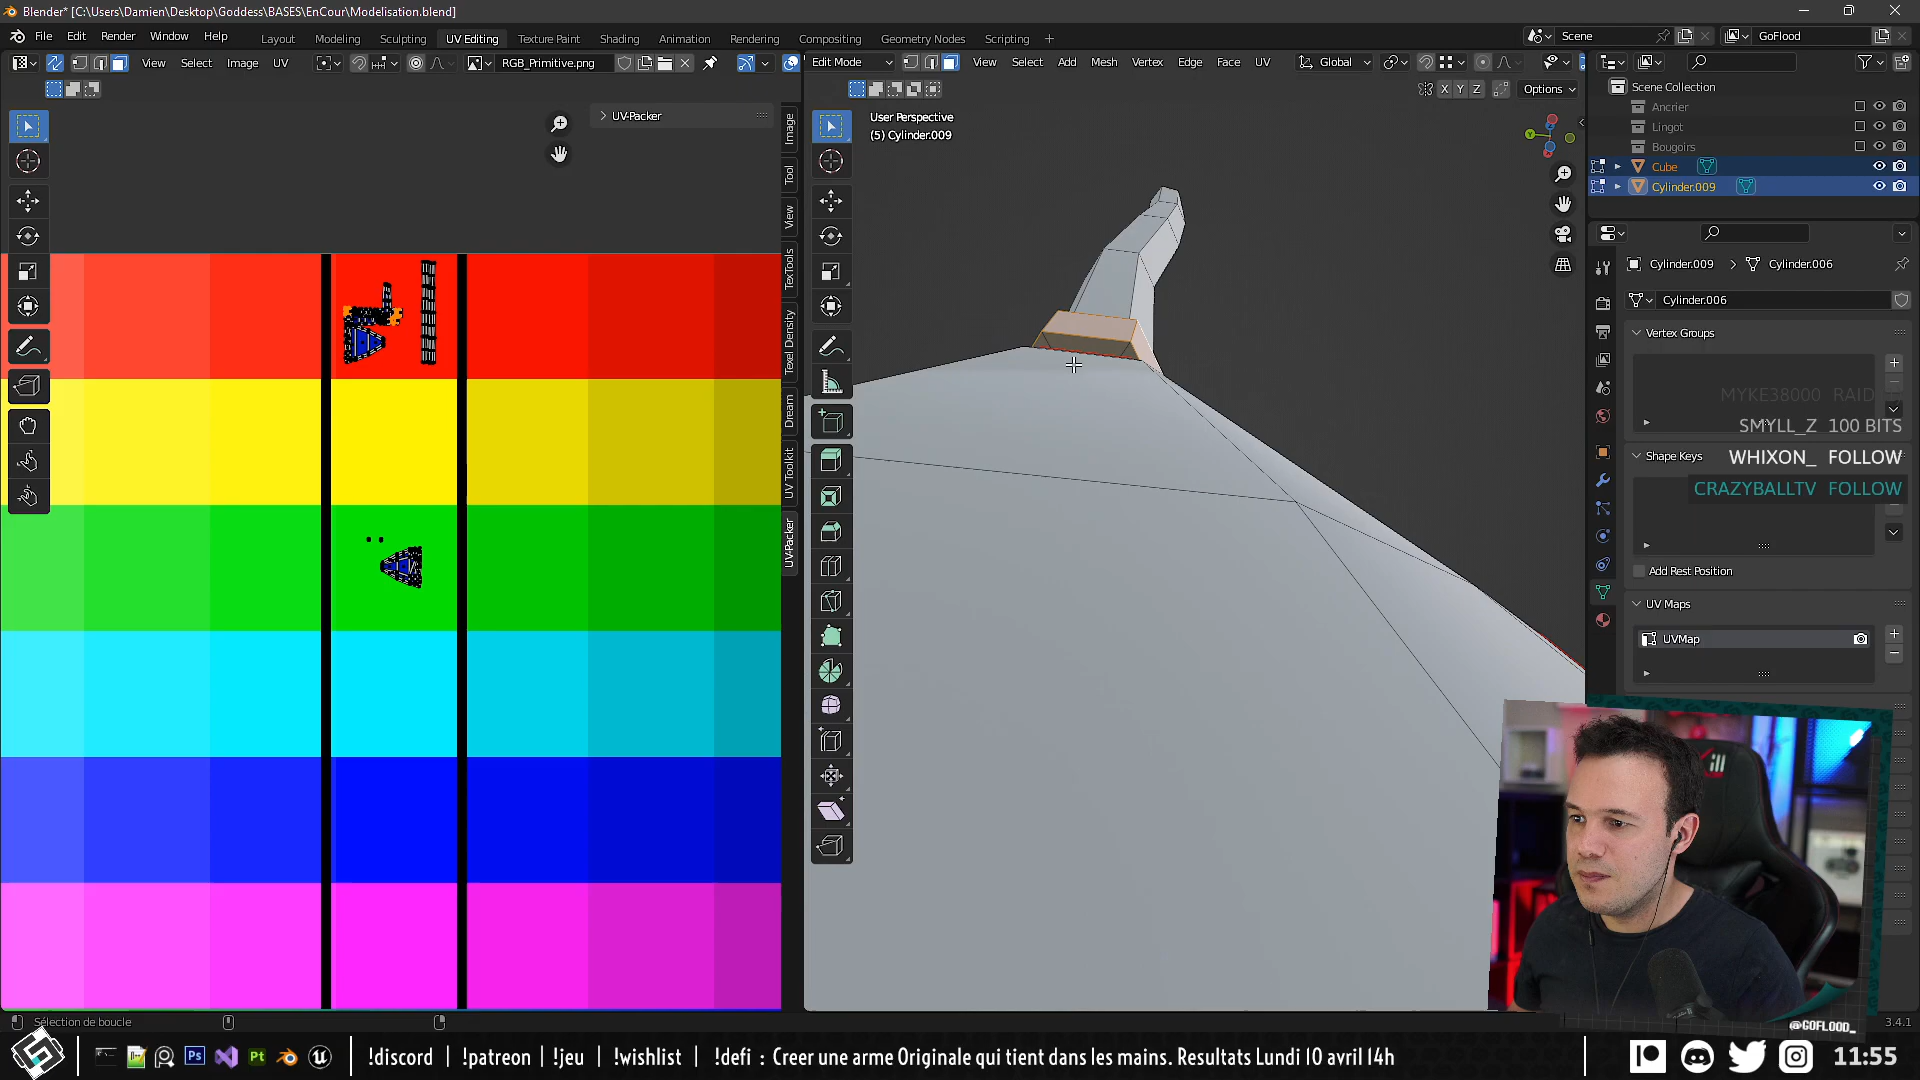 Blender* [C:\Users\Damien\Desktop\Goddess\BASES\EnCour\Modelisation.blend]
File Edit Render Window Help
Layout Modeling Sculpting UV Editing Texture Paint Shading Animation Rendering Compositing Geometry Nodes Scripting +
Scene
GoFlood
View Select Image UV
RGB_Primitive.png
Edit Mode
View Select Add Mesh Vertex Edge Face UV
Global
X Y Z
Options
UV-Packer
Image
Tool
View
TexTools
Texel Density
Dream
UV Toolkit
UV-Packer
User Perspective
(5) Cylinder.009
Scene Collection
Ancrier
Lingot
Bougoirs
Cube
Cylinder.009
Cylinder.009 > Cylinder.006
Cylinder.006
Vertex Groups
MYKE38000 RAID
SMYLL_Z 100 BITS
Shape Keys
WHIXON_ FOLLOW
CRAZYBALLTV FOLLOW
Add Rest Position
UV Maps
UVMap
Sélection de boucle
3.4.1
@GOFLOOD_
!discord | !patreon | !jeu | !wishlist | !defi : Creer une arme Originale qui tient dans les mains. Resultats Lundi 10 avril 14h
11:55